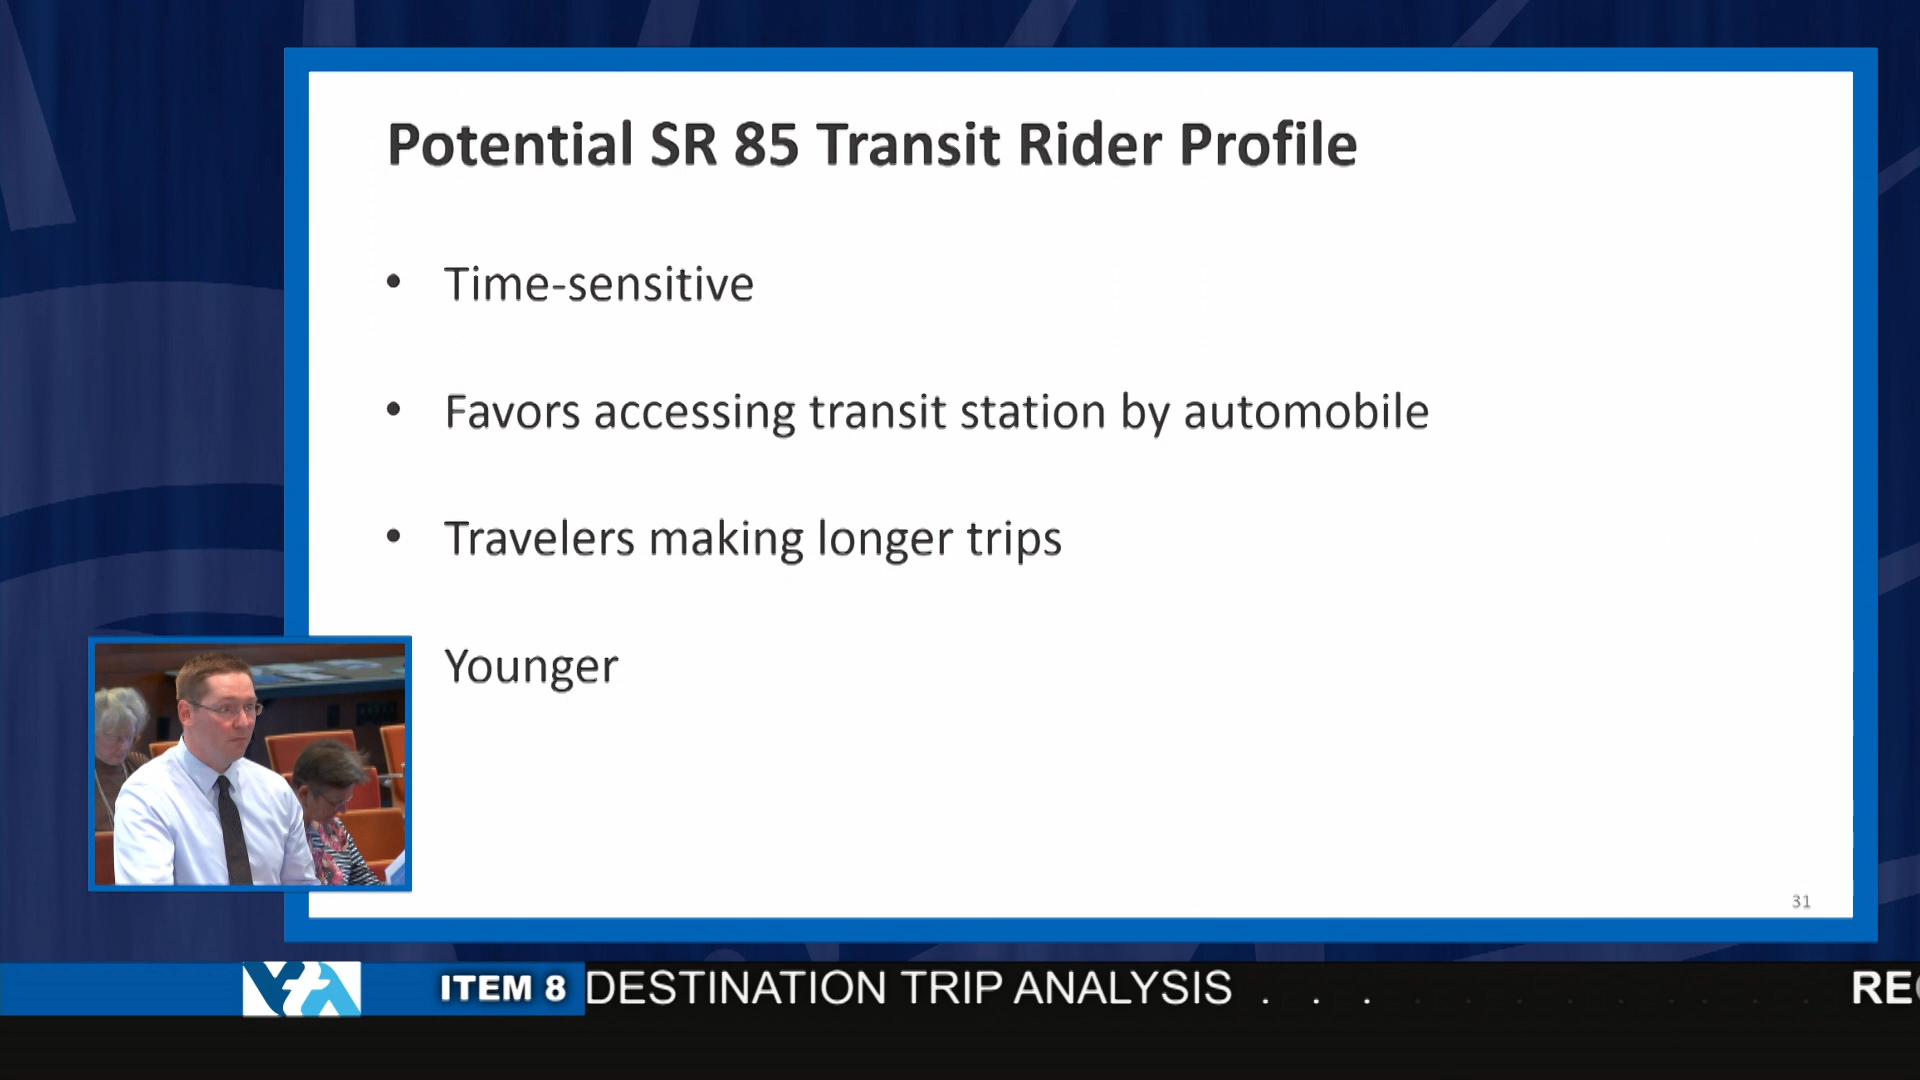 Potential SR 85 Transit Rider Profile
• Time-sensitive
• Favors accessing transit station by automobile
• Travelers making longer trips
Younger
31
VTA
ITEM 8
DESTINATION TRIP ANALYSIS . . .